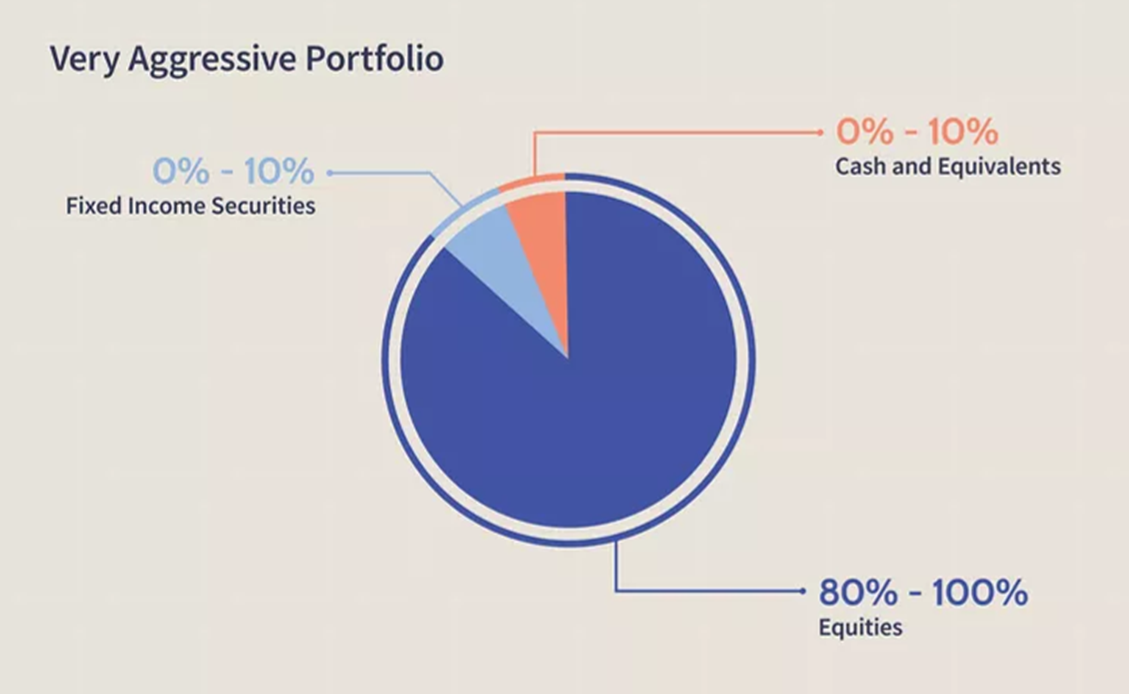 Very Aggressive Portfolio
0% - 10%
Cash and Equivalents
0% - 10%
Fixed Income Securities
80% - 100%
Equities